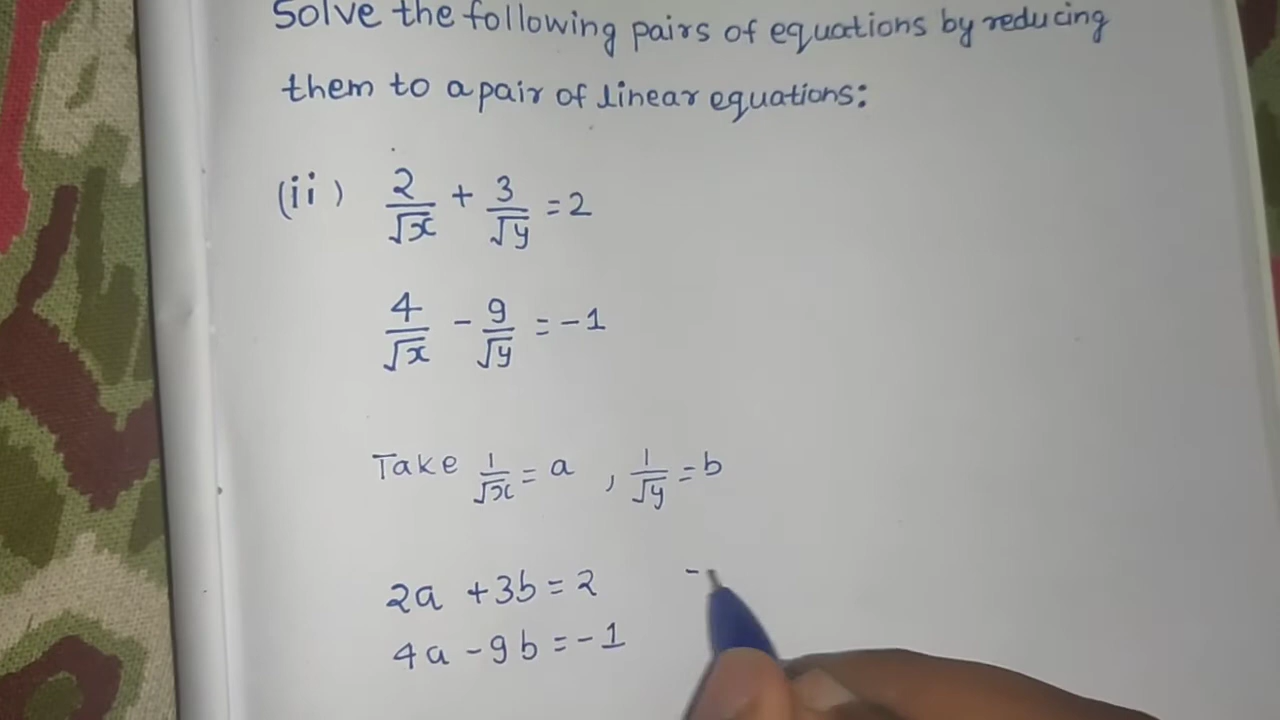 Solve the following pairs of equations by reducing
them to a pair of linear equations:
(ii) 2/√x + 3/√y = 2
4/√x - 9/√y = -1
Take 1/√x = a , 1/√y = b
2a + 3b = 2 -
4a - 9b = -1